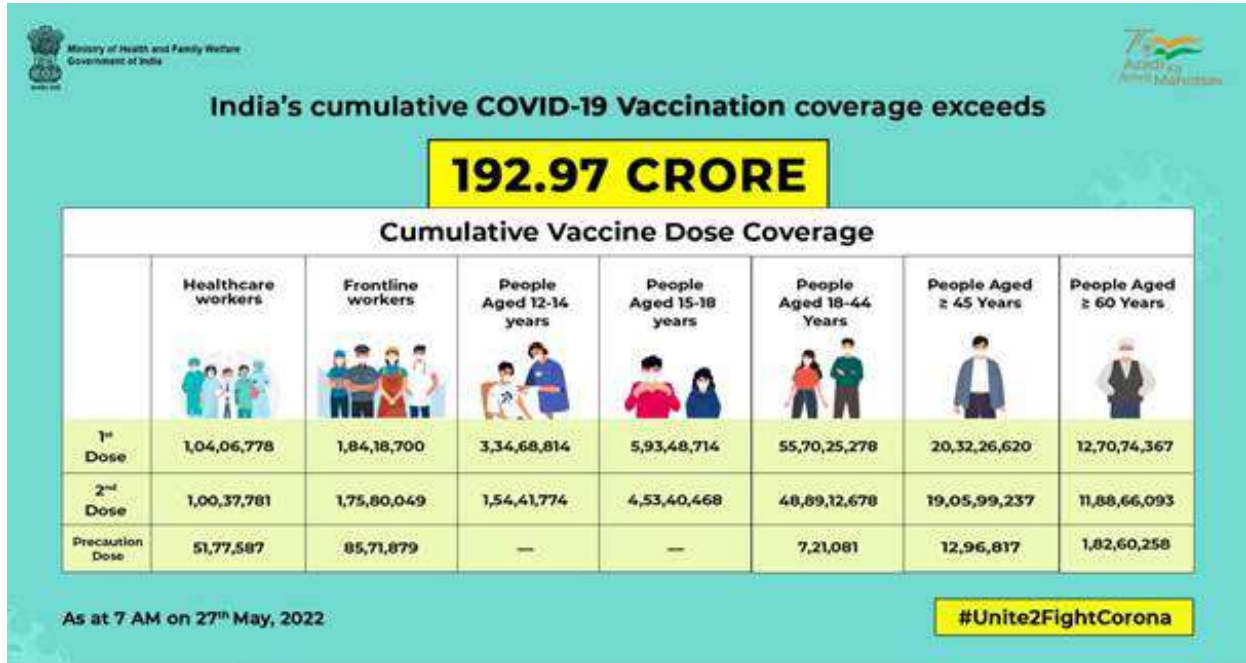 Ministry of Health and Family Welfare
Government of India
India's cumulative COVID-19 Vaccination coverage exceeds
192.97 CRORE
Cumulative Vaccine Dose Coverage
Healthcare workers
Frontline workers
People Aged 12-14 years
People Aged 15-18 years
People Aged 18-44 Years
People Aged ≥ 45 Years
People Aged ≥ 60 Years
1st Dose 1,04,06,778 1,84,18,700 3,34,68,814 5,93,48,714 55,70,25,278 20,32,26,620 12,70,74,367
2nd Dose 1,00,37,781 1,75,80,049 1,54,41,774 4,53,40,468 48,89,12,678 19,05,99,237 11,88,66,093
Precaution Dose 51,77,587 85,71,879 — — 7,21,081 12,96,817 1,82,60,258
As at 7 AM on 27th May, 2022
#Unite2FightCorona
Azadi Ka
Amrit Mahotsav